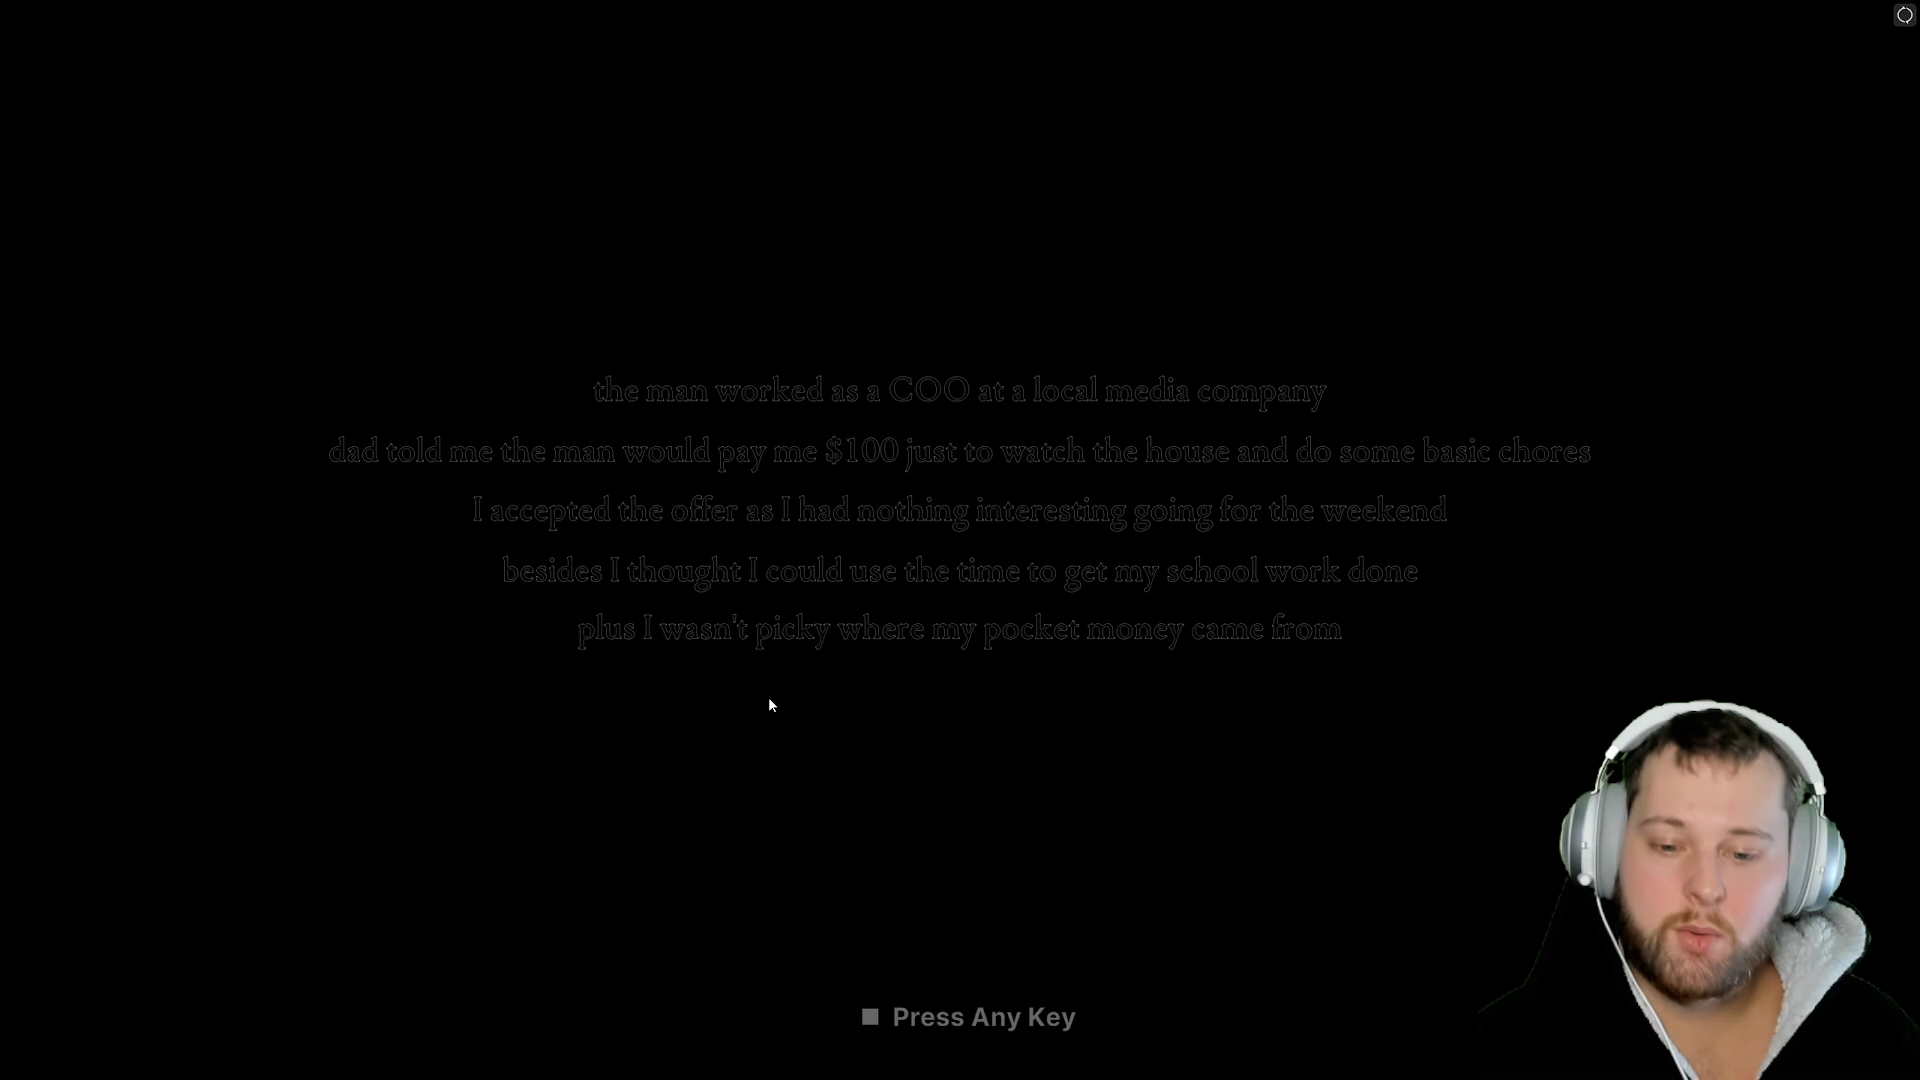 the man worked as a COO at a local media company
dad told me the man would pay me $100 just to watch the house and do some basic chores
I accepted the offer as I had nothing interesting going for the weekend
besides I thought I could use the time to get my school work done
plus I wasn't picky where my pocket money came from
Press Any Key